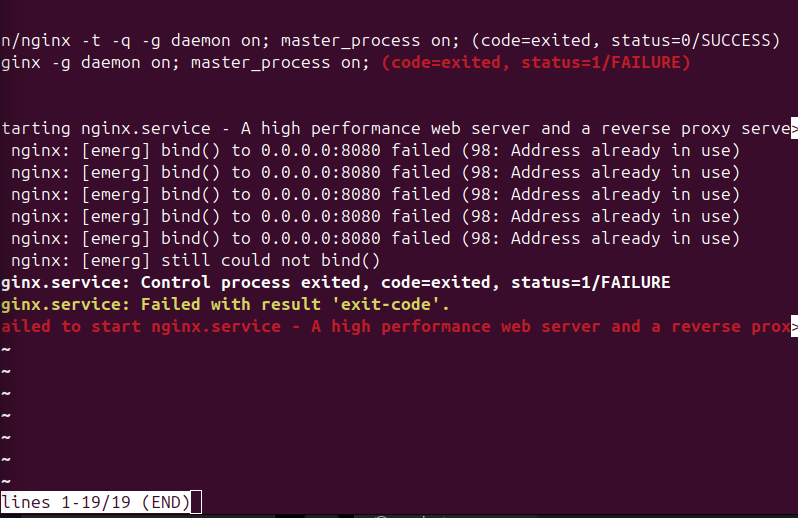 n/nginx -t -q -g daemon on; master_process on; (code=exited, status=0/SUCCESS)
ginx -g daemon on; master_process on; (code=exited, status=1/FAILURE)
tarting nginx.service - A high performance web server and a reverse proxy serve>
nginx: [emerg] bind() to 0.0.0.0:8080 failed (98: Address already in use)
nginx: [emerg] bind() to 0.0.0.0:8080 failed (98: Address already in use)
nginx: [emerg] bind() to 0.0.0.0:8080 failed (98: Address already in use)
nginx: [emerg] bind() to 0.0.0.0:8080 failed (98: Address already in use)
nginx: [emerg] bind() to 0.0.0.0:8080 failed (98: Address already in use)
nginx: [emerg] still could not bind()
ginx.service: Control process exited, code=exited, status=1/FAILURE
ginx.service: Failed with result 'exit-code'.
ailed to start nginx.service - A high performance web server and a reverse prox>
~
~
~
~
~
~
~
lines 1-19/19 (END)